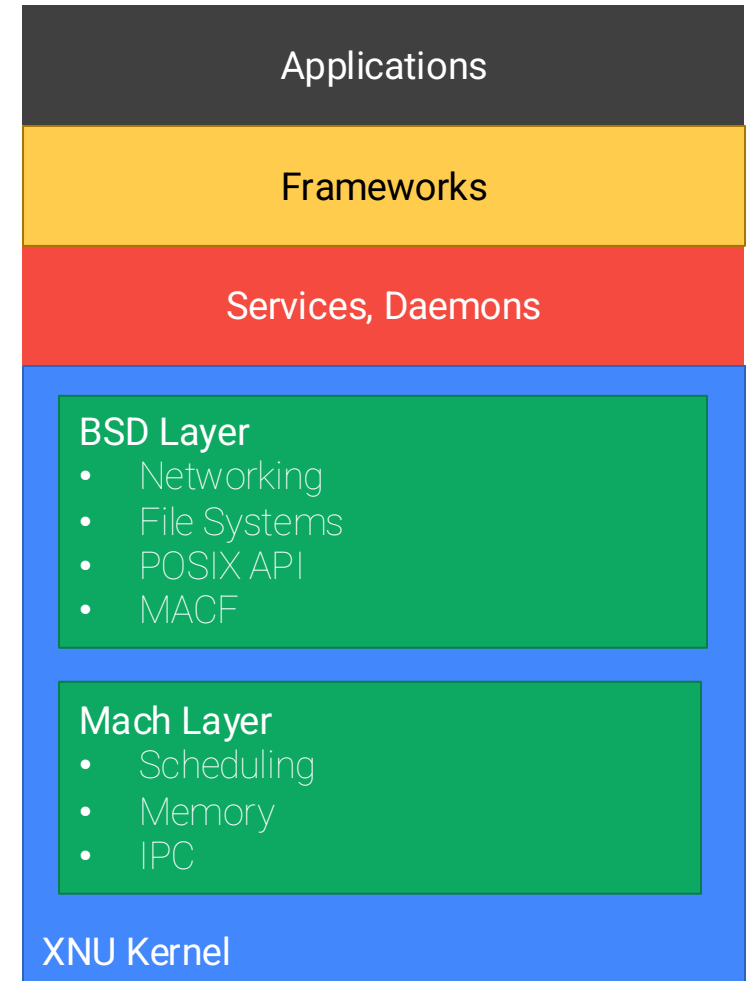 Applications
Frameworks
Services, Daemons
BSD Layer
• Networking
• File Systems
• POSIX API
• MACF
Mach Layer
• Scheduling
• Memory
• IPC
XNU Kernel